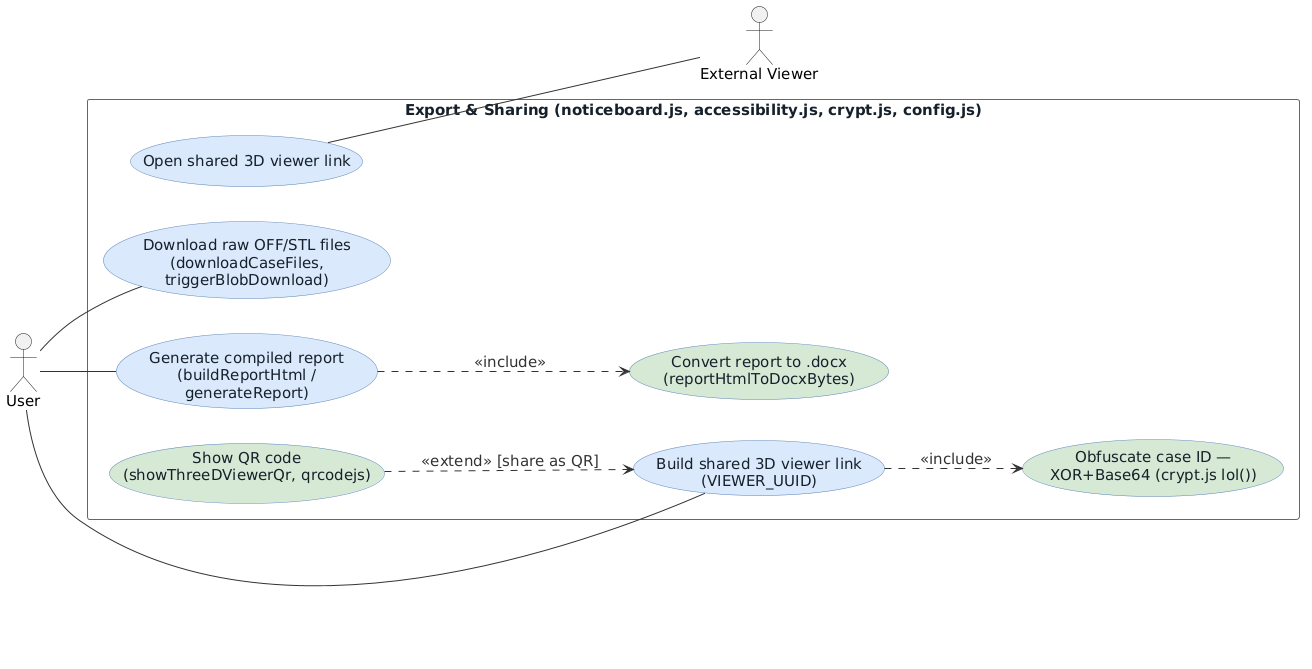 External Viewer
Export & Sharing (noticeboard.js, accessibility.js, crypt.js, config.js)
Open shared 3D viewer link
Download raw OFF/STL files
(downloadCaseFiles,
triggerBlobDownload)
User
Generate compiled report
(buildReportHtml /
generateReport)
«include»
Convert report to .docx
(reportHtmlToDocxBytes)
Show QR code
(showThreeDViewerQr, qrcodejs)
«extend» [share as QR]
Build shared 3D viewer link
(VIEWER_UUID)
«include»
Obfuscate case ID —
XOR+Base64 (crypt.js lol())